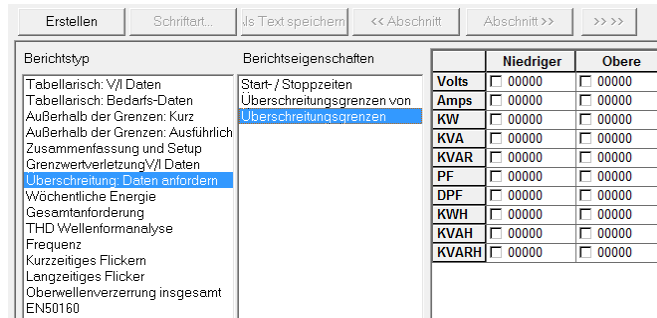 Erstellen Schriftart... ls Text speichern << Abschnitt Abschnitt >> >> >>
Berichtstyp
Tabellarisch: V/I Daten
Tabellarisch: Bedarfs-Daten
Außerhalb der Grenzen: Kurz
Außerhalb der Grenzen: Ausführlich
Zusammenfassung und Setup
GrenzwertverletzungV/I Daten
Überschreitung: Daten anfordern
Wöchentliche Energie
Gesamtanforderung
THD Wellenformanalyse
Frequenz
Kurzzeitiges Flickern
Langzeitiges Flicker
Oberwellenverzerrung insgesamt
EN50160
Berichtseigenschaften
Start-/ Stoppzeiten
Überschreitungsgrenzen von
Überschreitungsgrenzen
Niedriger Obere
Volts 00000 00000
Amps 00000 00000
KW 00000 00000
KVA 00000 00000
KVAR 00000 00000
PF 00000 00000
DPF 00000 00000
KWH 00000 00000
KVAH 00000 00000
KVARH 00000 00000